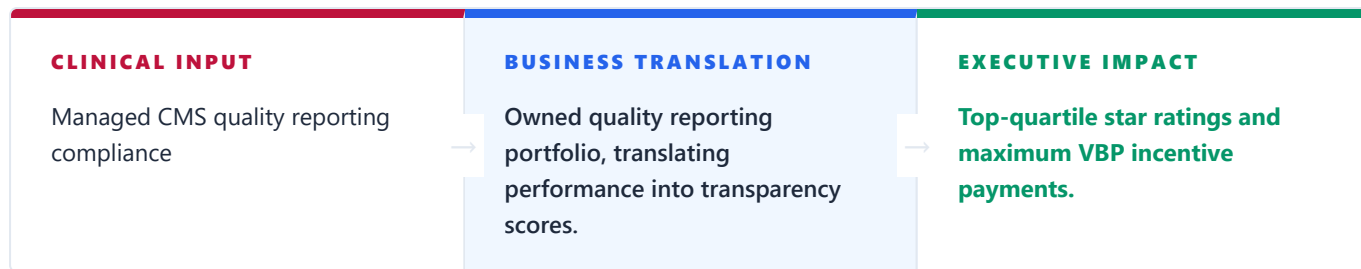 CLINICAL INPUT
Managed CMS quality reporting
compliance
→
BUSINESS TRANSLATION
Owned quality reporting
portfolio, translating
performance into transparency
scores.
→
EXECUTIVE IMPACT
Top-quartile star ratings and
maximum VBP incentive
payments.